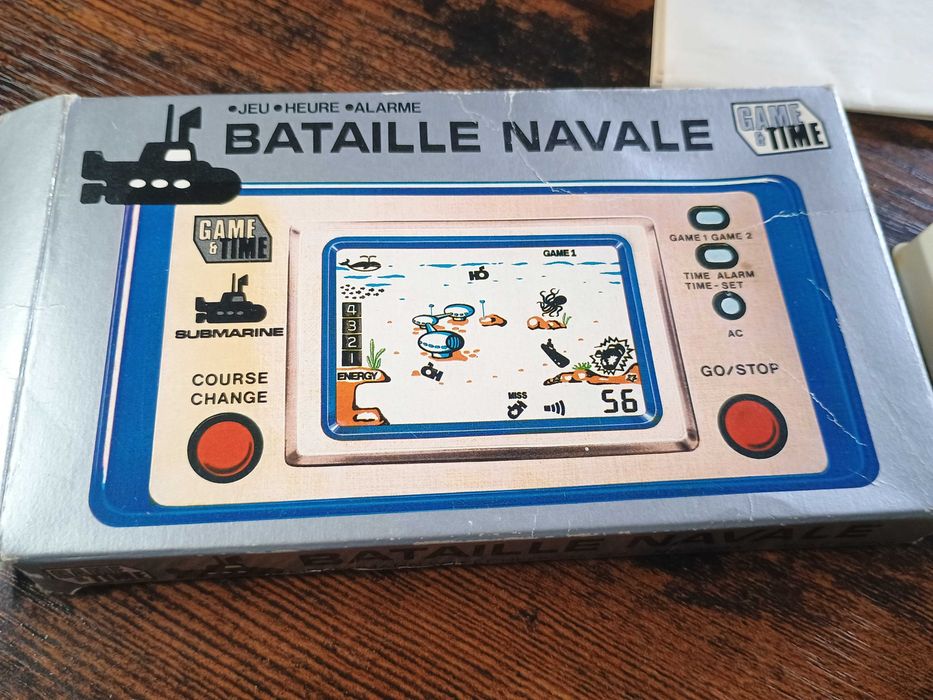 •JEU •HEURE •ALARME
BATAILLE NAVALE
GAME & TIME
GAME & TIME
SUBMARINE
COURSE CHANGE
GAME 1
HÓ
4
3
2
1
ENERGY
MISS
56
GAME 1 GAME 2
TIME ALARM
TIME-SET
AC
GO/STOP
BATAILLE NAVALE